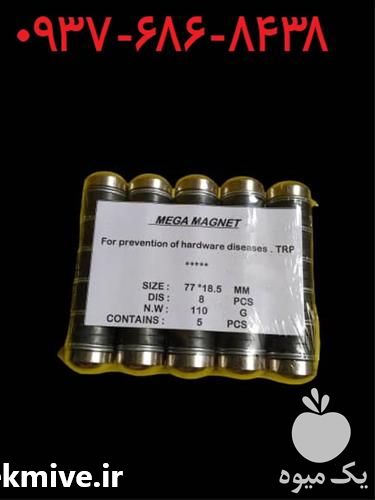 ۰۹۳۷-۶۸۶-۸۴۳۸
MEGA MAGNET
For prevention of hardware diseases . TRP
*****
SIZE : 77 *18.5 MM
DIS : 8 PCS
N.W : 110 G
CONTAINS : 5 PCS
یک میوه
ekmive.ir